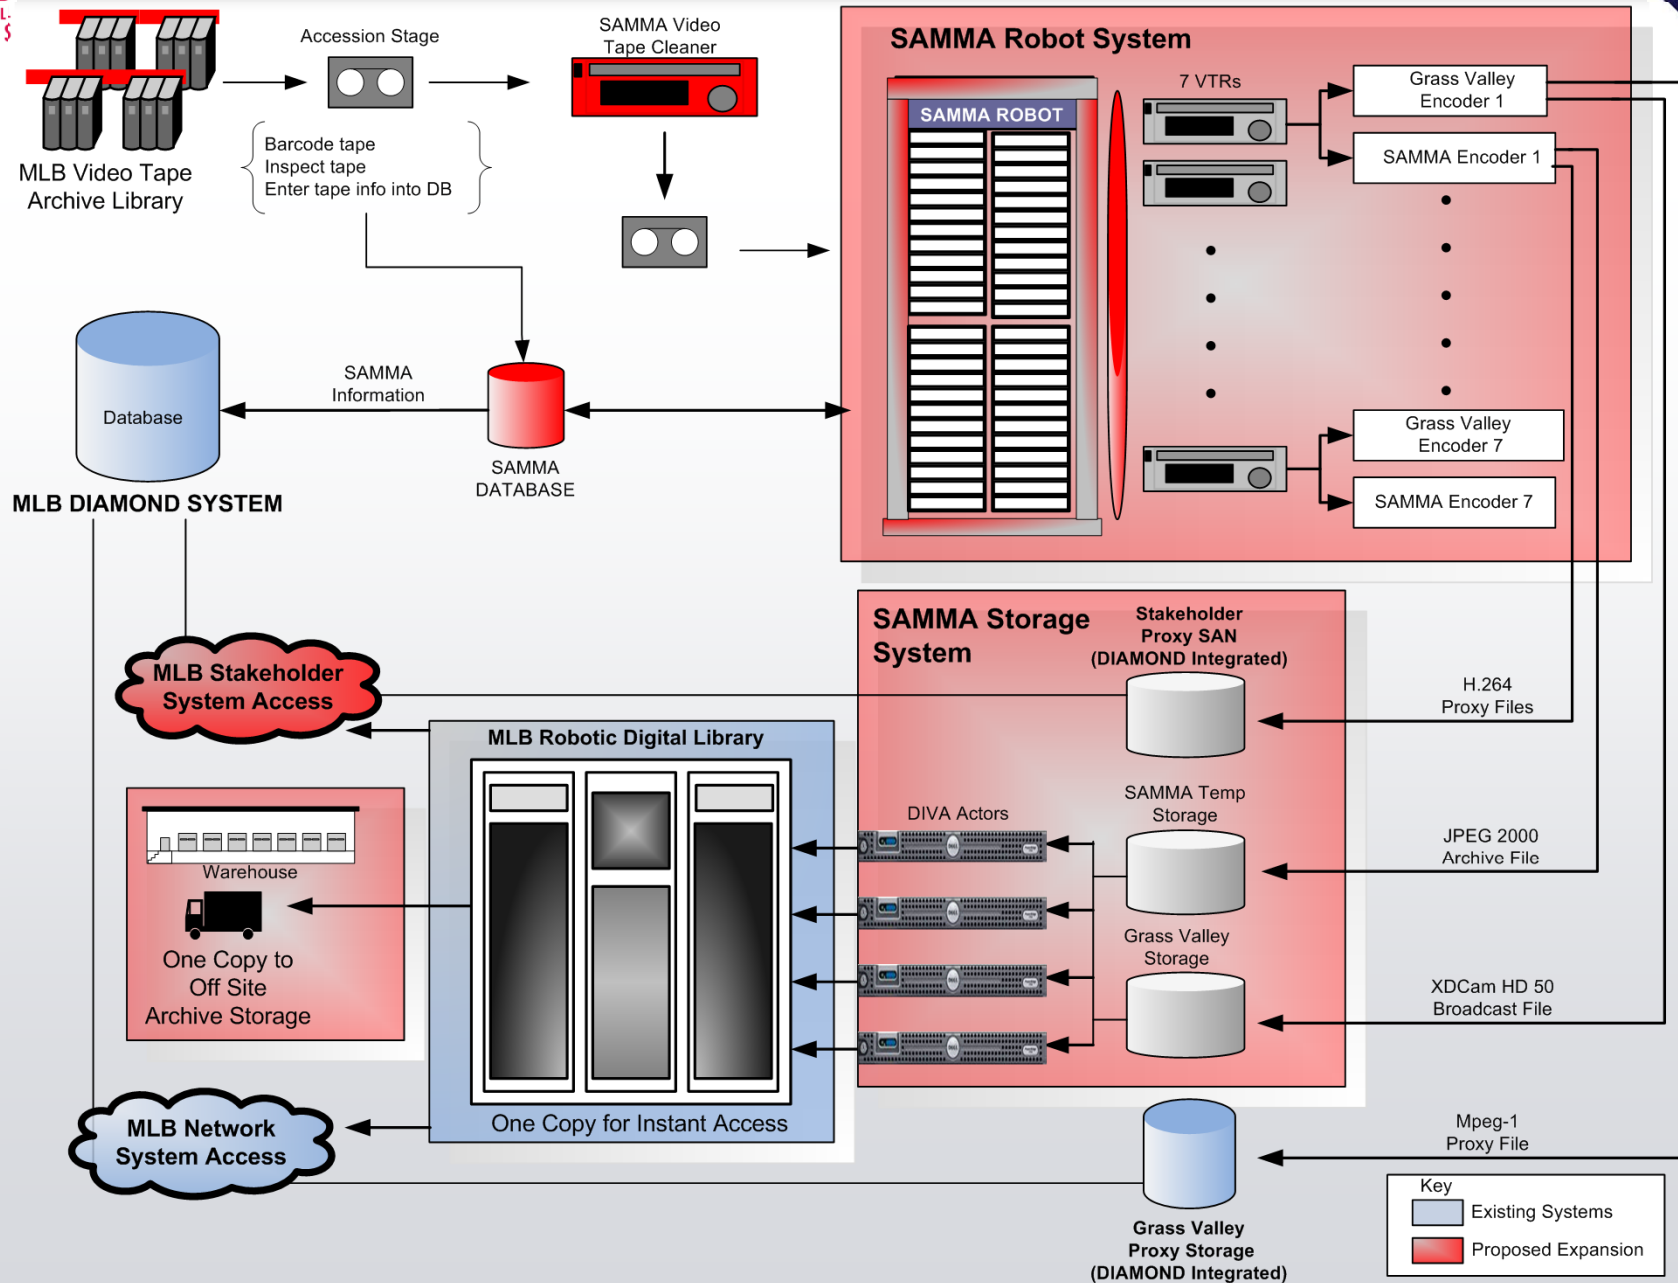 L.
$
MLB Video Tape
Archive Library
Accession Stage
Barcode tape
Inspect tape
Enter tape info into DB
SAMMA Video
Tape Cleaner
SAMMA Robot System
SAMMA ROBOT
7 VTRs
Grass Valley
Encoder 1
SAMMA Encoder 1
Grass Valley
Encoder 7
SAMMA Encoder 7
Database
MLB DIAMOND SYSTEM
SAMMA
Information
SAMMA
DATABASE
MLB Stakeholder
System Access
MLB Robotic Digital Library
One Copy for Instant Access
Warehouse
One Copy to
Off Site
Archive Storage
MLB Network
System Access
SAMMA Storage
System
Stakeholder
Proxy SAN
(DIAMOND Integrated)
DIVA Actors
SAMMA Temp
Storage
Grass Valley
Storage
H.264
Proxy Files
JPEG 2000
Archive File
XDCam HD 50
Broadcast File
Mpeg-1
Proxy File
Grass Valley
Proxy Storage
(DIAMOND Integrated)
Key
Existing Systems
Proposed Expansion